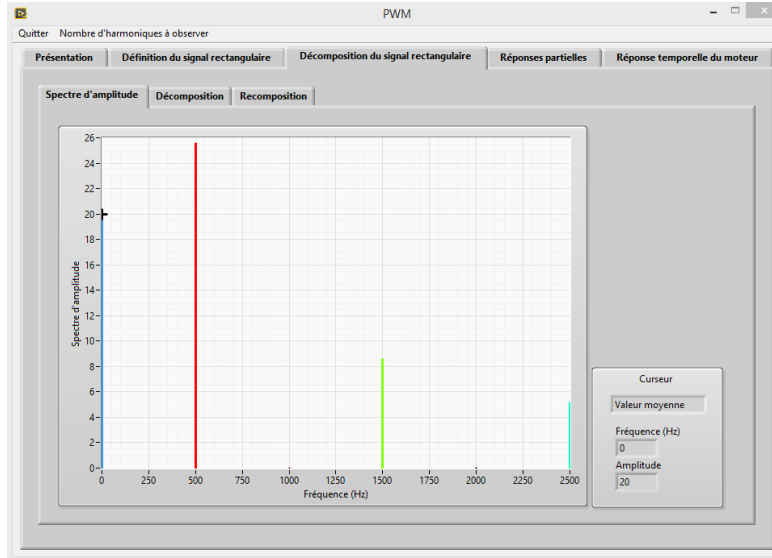 PWM
Quitter Nombre d'harmoniques à observer
Présentation Définition du signal rectangulaire Décomposition du signal rectangulaire Réponses partielles Réponse temporelle du moteur
Spectre d'amplitude Décomposition Recomposition
Spectre d'amplitude
26
24
22
20
18
16
14
12
10
8
6
4
2
0
0 250 500 750 1000 1250 1500 1750 2000 2250 2500
Fréquence (Hz)
Curseur
Valeur moyenne
Fréquence (Hz)
0
Amplitude
20